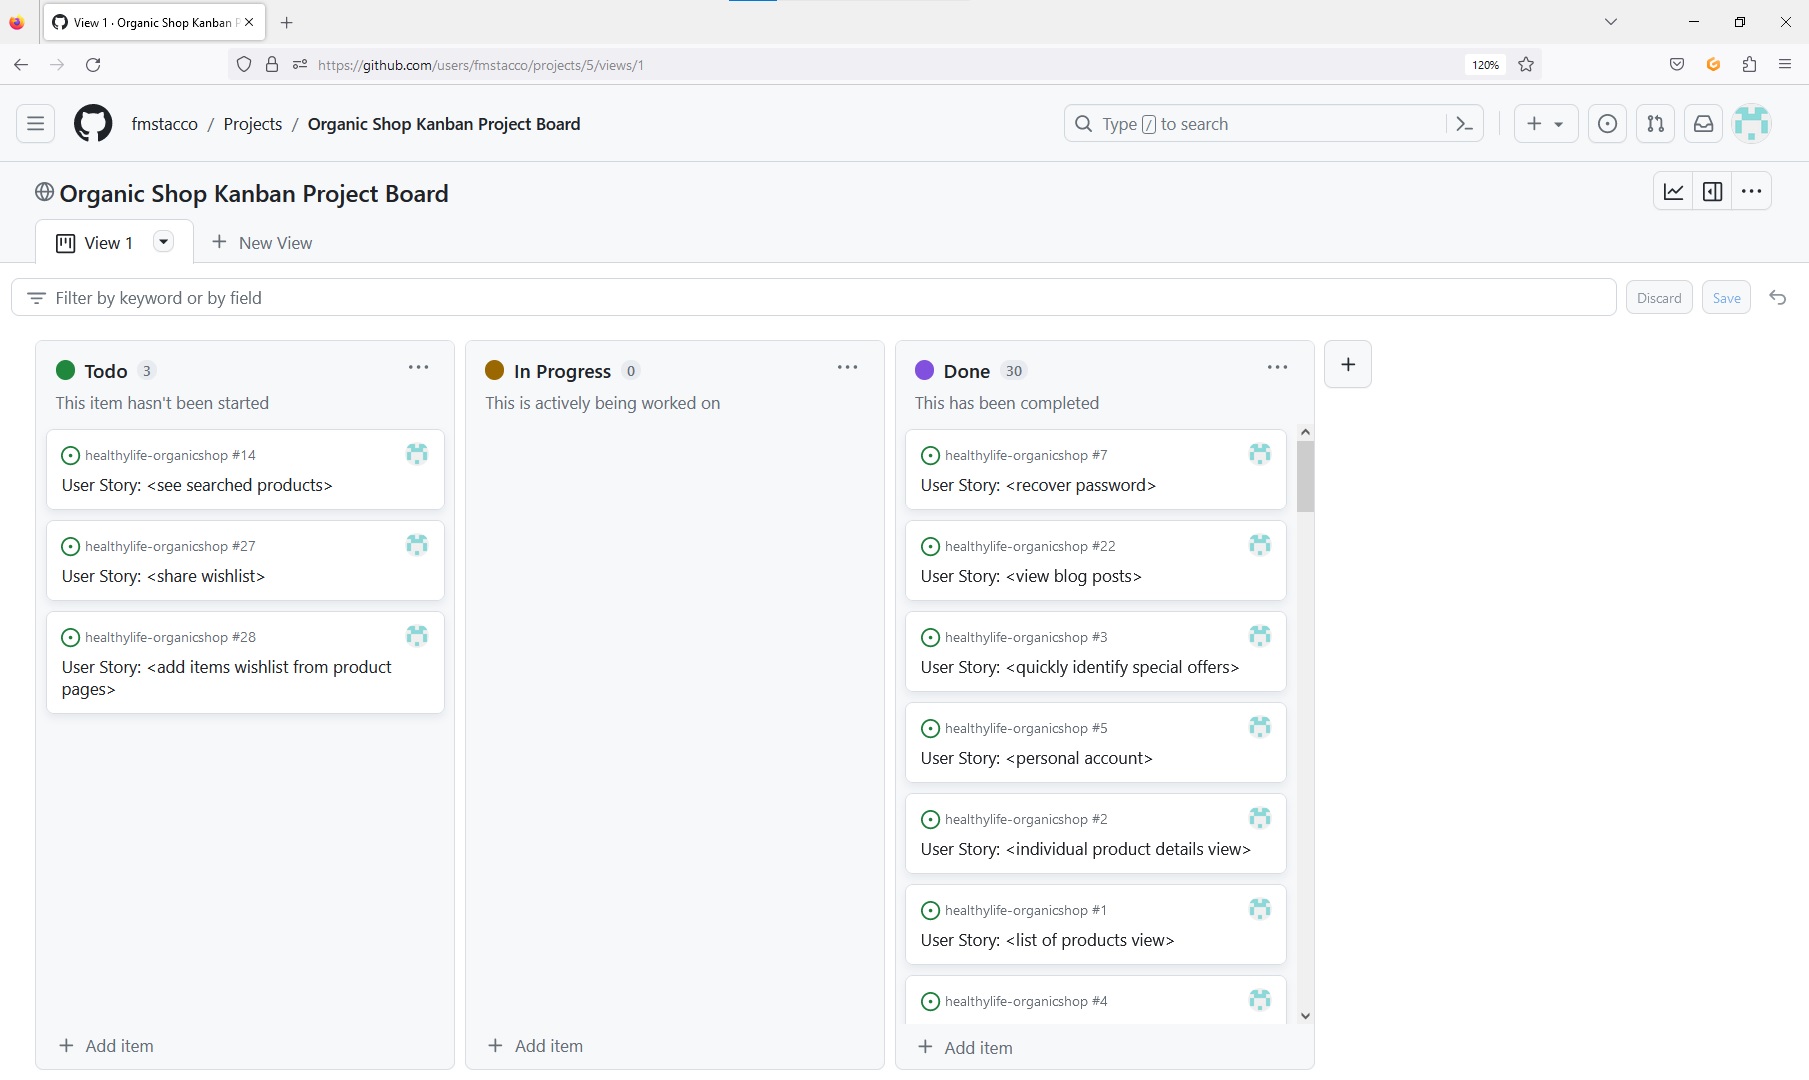 View 1 · Organic Shop Kanban P
https://github.com/users/fmstacco/projects/5/views/1
120%
fmstacco / Projects / Organic Shop Kanban Project Board
Type / to search
Organic Shop Kanban Project Board
View 1
New View
Filter by keyword or by field
Discard
Save
Todo 3
This item hasn't been started
healthylife-organicshop #14
User Story: <see searched products>
healthylife-organicshop #27
User Story: <share wishlist>
healthylife-organicshop #28
User Story: <add items wishlist from product
pages>
Add item
In Progress 0
This is actively being worked on
Add item
Done 30
This has been completed
healthylife-organicshop #7
User Story: <recover password>
healthylife-organicshop #22
User Story: <view blog posts>
healthylife-organicshop #3
User Story: <quickly identify special offers>
healthylife-organicshop #5
User Story: <personal account>
healthylife-organicshop #2
User Story: <individual product details view>
healthylife-organicshop #1
User Story: <list of products view>
healthylife-organicshop #4
Add item